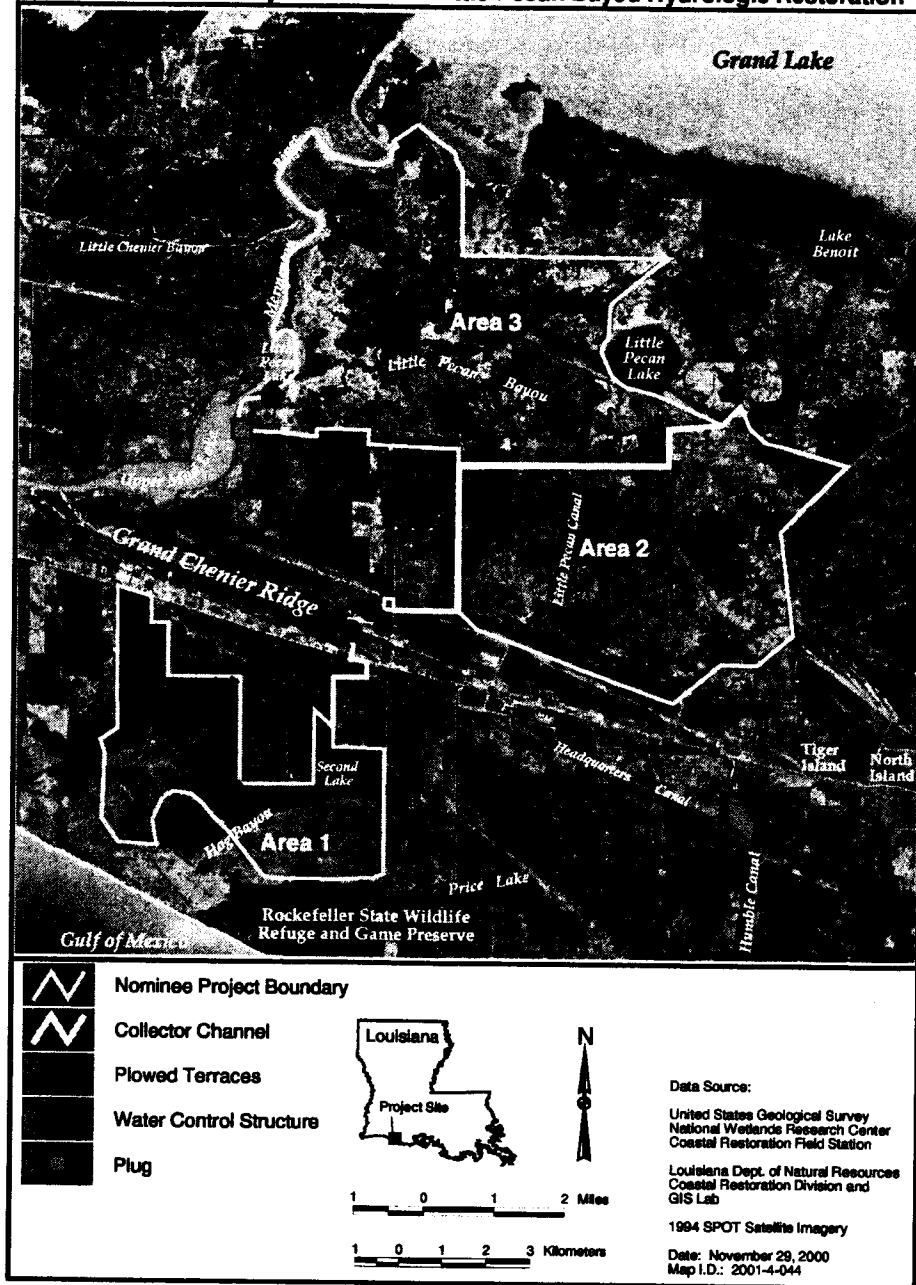 Pecan Bayou Hydrologic Restoration
Grand Lake
Little Chenier Bayou
Lake
Benoit
Area 3
Little
Pecan
Lake
Little Pecan Bayou
Upper
Grand Chenier Ridge
Little Pecan Canal
Area 2
Second
Lake
Headquarters Canal
Tiger
Island
North
Island
Hog Bayou
Area 1
Price Lake
Humble Canal
Rockefeller State Wildlife
Refuge and Game Preserve
Gulf of Mexico
Nominee Project Boundary
Collector Channel
Plowed Terraces
Water Control Structure
Plug
Louisiana
Project Site
N
1 0 1 2 Miles
1 0 1 2 3 Kilometers
Data Source:
United States Geological Survey
National Wetlands Research Center
Coastal Restoration Field Station
Louisiana Dept. of Natural Resources
Coastal Restoration Division and
GIS Lab
1994 SPOT Satellite Imagery
Date: November 29, 2000
Map I.D.: 2001-4-044